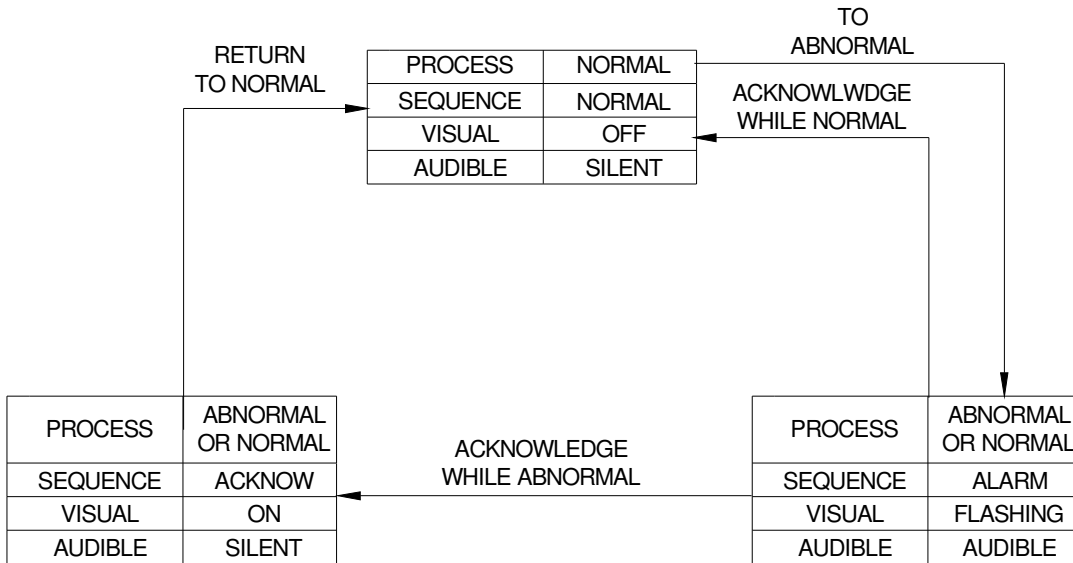 TO
ABNORMAL
RETURN
TO NORMAL
PROCESS NORMAL
SEQUENCE NORMAL
VISUAL OFF
AUDIBLE SILENT
ACKNOWLWDGE
WHILE NORMAL
PROCESS ABNORMAL
OR NORMAL
SEQUENCE ACKNOW
VISUAL ON
AUDIBLE SILENT
ACKNOWLEDGE
WHILE ABNORMAL
PROCESS ABNORMAL
OR NORMAL
SEQUENCE ALARM
VISUAL FLASHING
AUDIBLE AUDIBLE